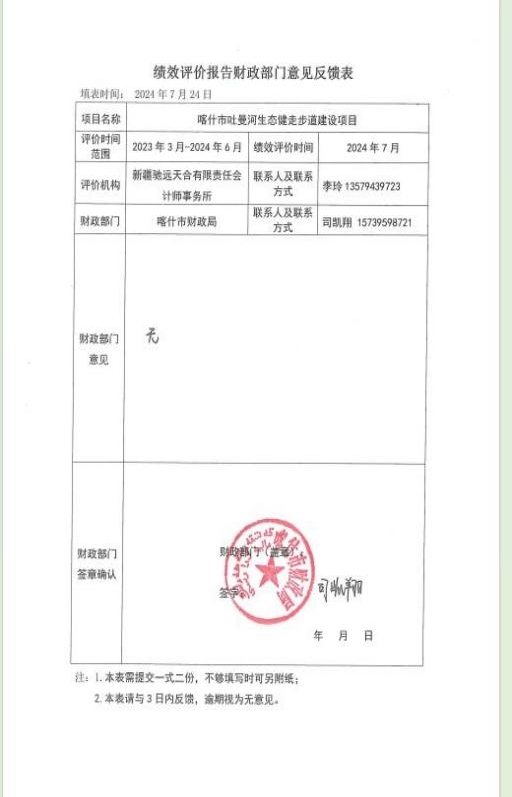 绩效评价报告财政部门意见反馈表
填表时间： 2024年7月24日
项目名称 喀什市吐曼河生态健走步道建设项目
评价时间范围 2023年3月-2024年6月 绩效评价时间 2024年7月
评价机构 新疆驰远天合有限责任会计师事务所 联系人及联系方式 李玲 13579439723
财政部门 喀什市财政局 联系人及联系方式 司凯翔 15739598721
财政部门意见 无
财政部门签章确认
财政部门（盖章）
喀什市财政局
签字 司凯翔
年 月 日
注：1.本表需提交一式二份，不够填写时可另附纸；
2.本表请与3日内反馈，逾期视为无意见。